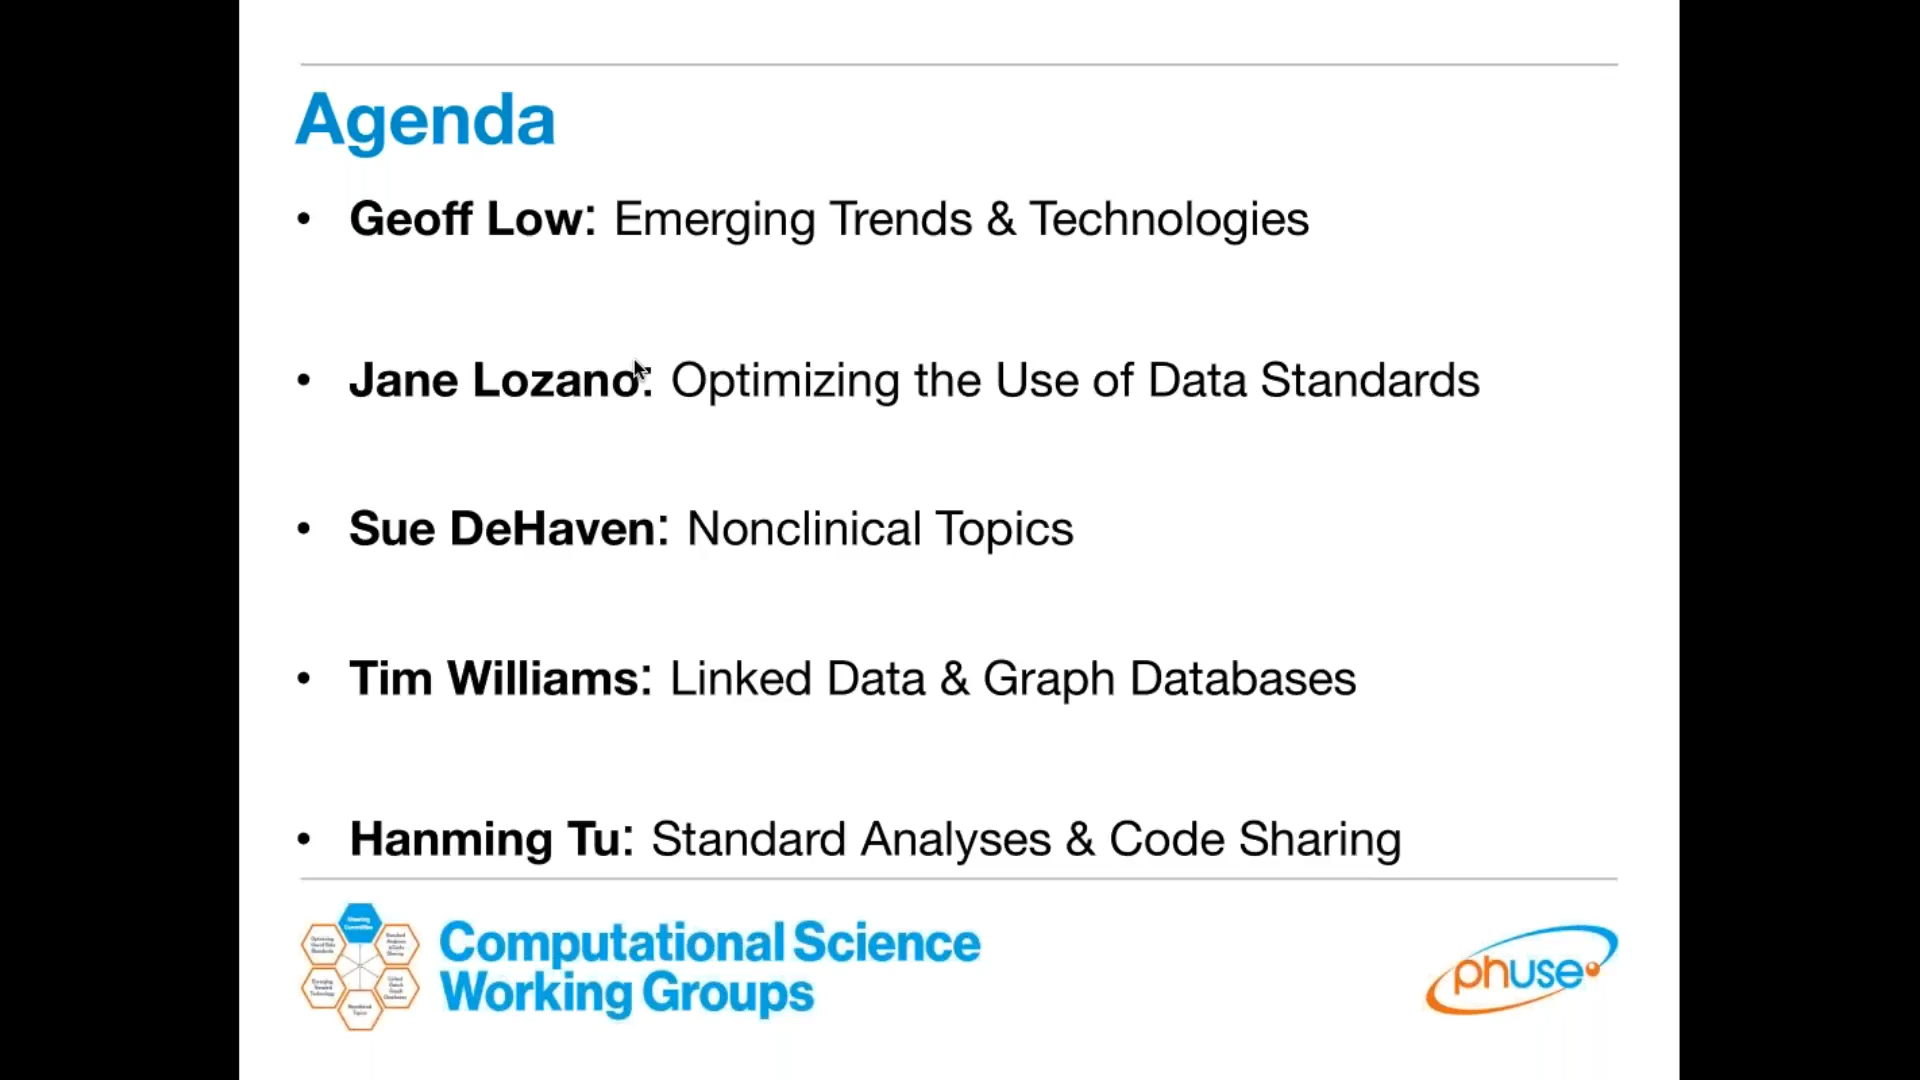 Agenda
• Geoff Low: Emerging Trends & Technologies
• Jane Lozano: Optimizing the Use of Data Standards
• Sue DeHaven: Nonclinical Topics
• Tim Williams: Linked Data & Graph Databases
• Hanming Tu: Standard Analyses & Code Sharing
Computational Science
Working Groups
phuse